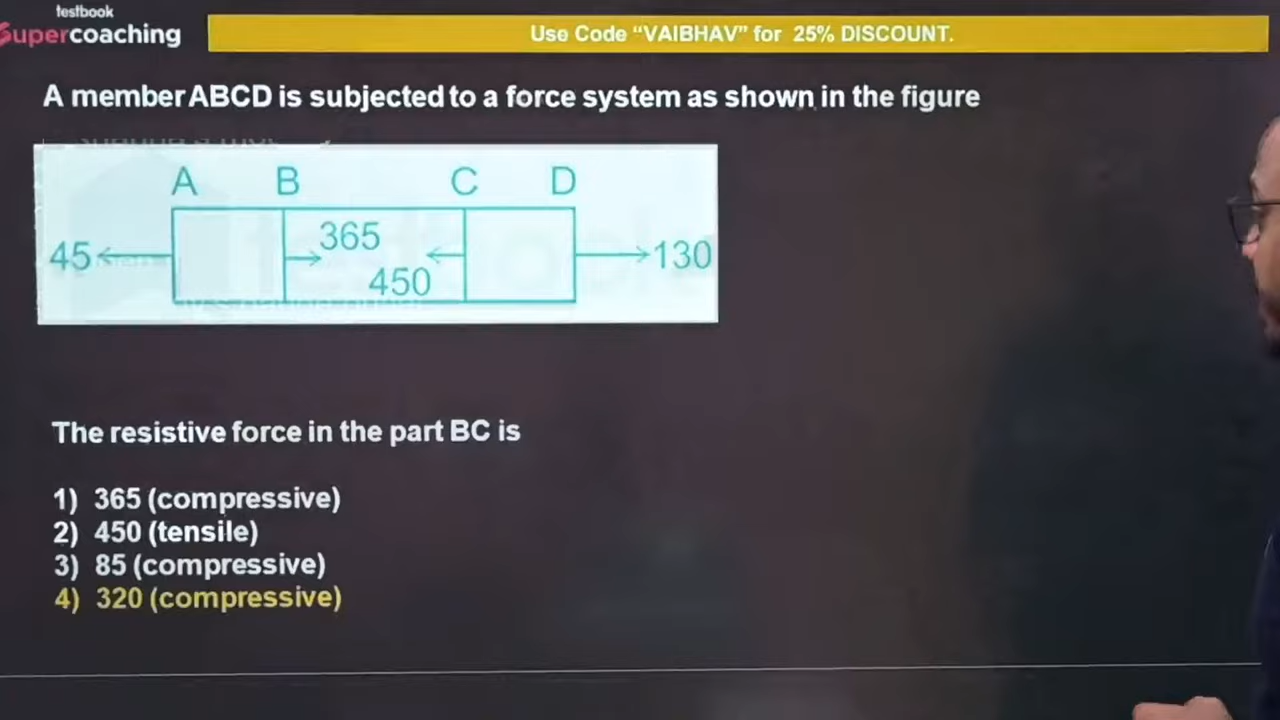 testbook
Supercoaching
Use Code “VAIBHAV” for 25% DISCOUNT.
A member ABCD is subjected to a force system as shown in the figure
A B C D
45 365 450 130
The resistive force in the part BC is
1) 365 (compressive)
2) 450 (tensile)
3) 85 (compressive)
4) 320 (compressive)